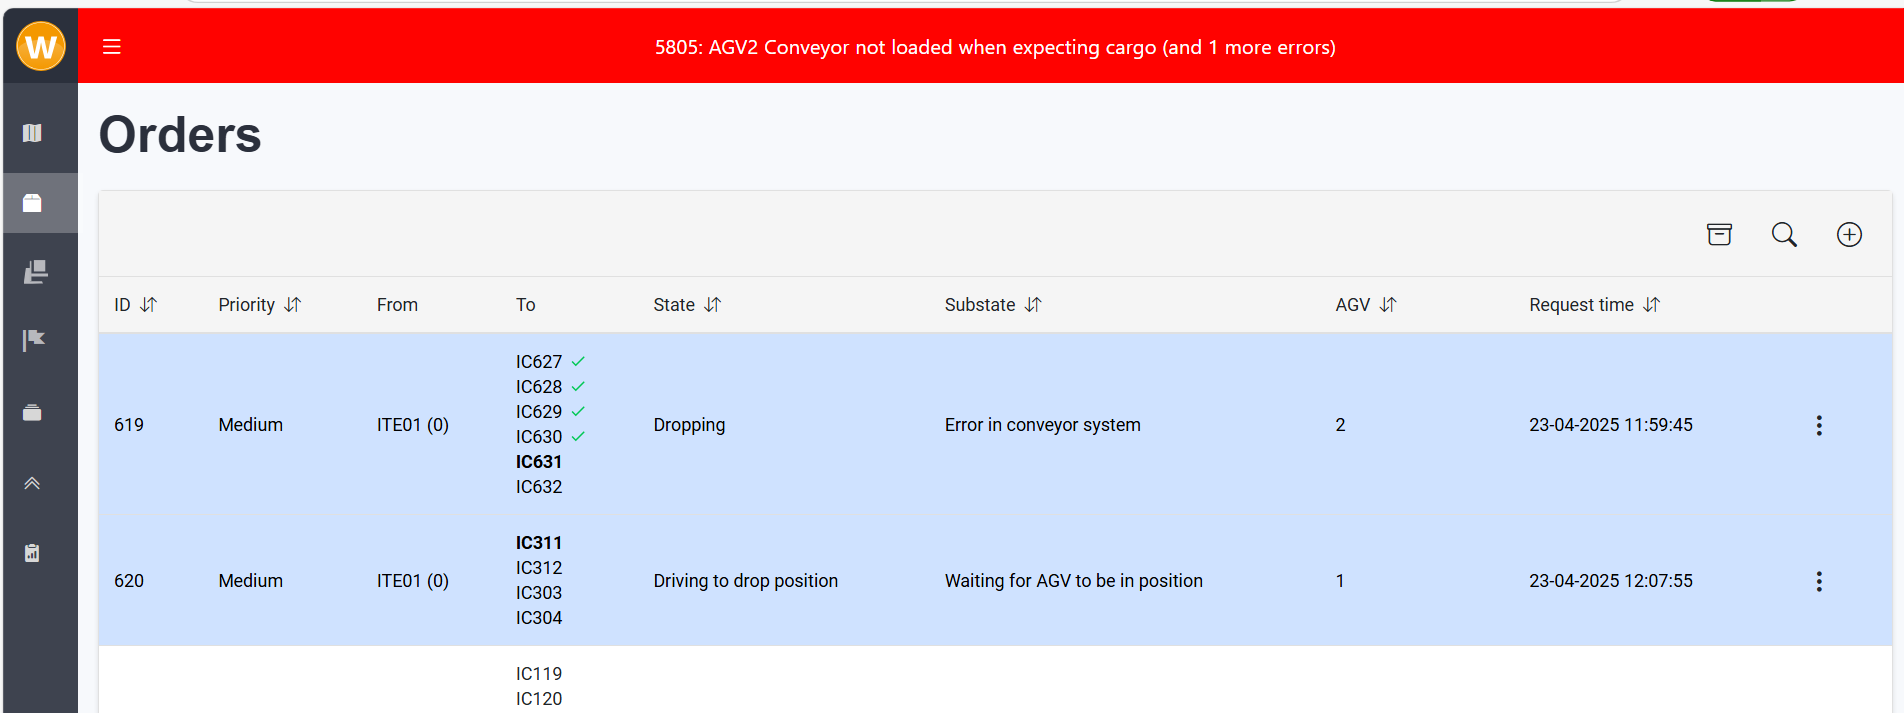 W
5805: AGV2 Conveyor not loaded when expecting cargo (and 1 more errors)
Orders
ID Priority From To State Substate AGV Request time
IC627
IC628
IC629
IC630
619 Medium ITE01 (0) Dropping Error in conveyor system 2 23-04-2025 11:59:45
IC631
IC632
IC311
IC312
620 Medium ITE01 (0) Driving to drop position Waiting for AGV to be in position 1 23-04-2025 12:07:55
IC303
IC304
IC119
IC120